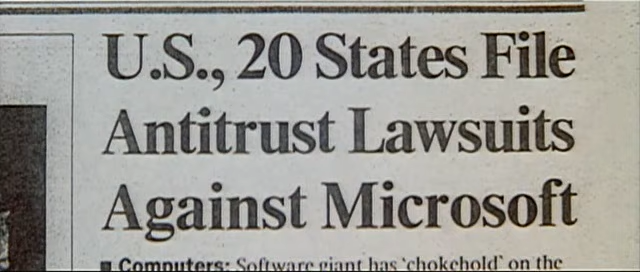 U.S., 20 States File
Antitrust Lawsuits
Against Microsoft
■ Computers: Software giant has ‘chokehold’ on the